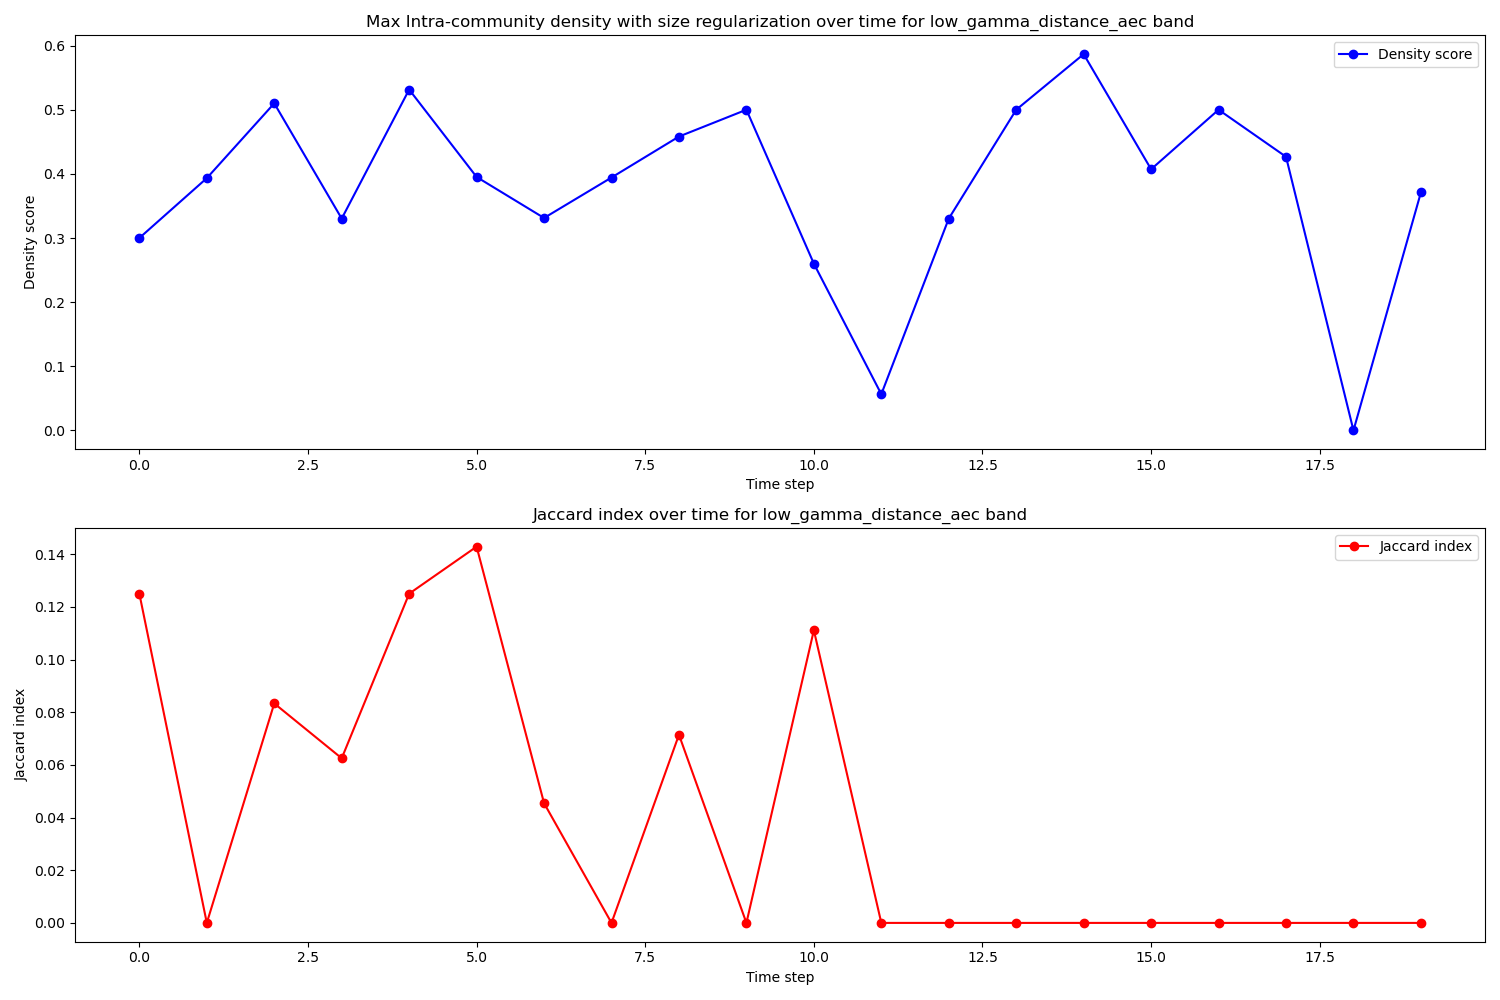 Max Intra-community density with size regularization over time for low_gamma_distance_aec band
Density score
0.6
0.5
0.4
0.3
0.2
0.1
0.0
Density score
0.0 2.5 5.0 7.5 10.0 12.5 15.0 17.5
Time step
Jaccard index over time for low_gamma_distance_aec band
Jaccard index
0.14
0.12
0.10
0.08
0.06
0.04
0.02
0.00
Jaccard index
0.0 2.5 5.0 7.5 10.0 12.5 15.0 17.5
Time step